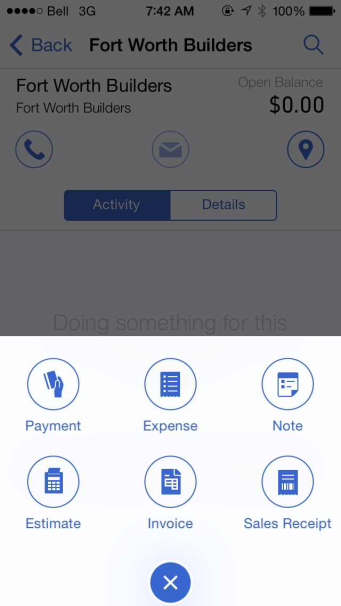 Bell 3G 7:42 AM 100%
Back Fort Worth Builders
Fort Worth Builders Open Balance
Fort Worth Builders $0.00
Activity Details
Doing something for this
Payment Expense Note
Estimate Invoice Sales Receipt